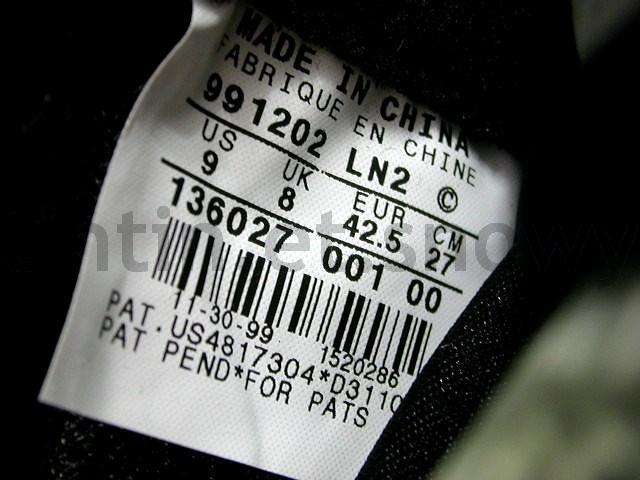 MADE IN CHINA
FABRIQUE EN CHINE
991202 LN2 ©
US UK EUR CM
9 8 42.5 27
136027 001 00
11-30-99 1520286
PAT.US4817304*D311C
PAT PEND*FOR PATS